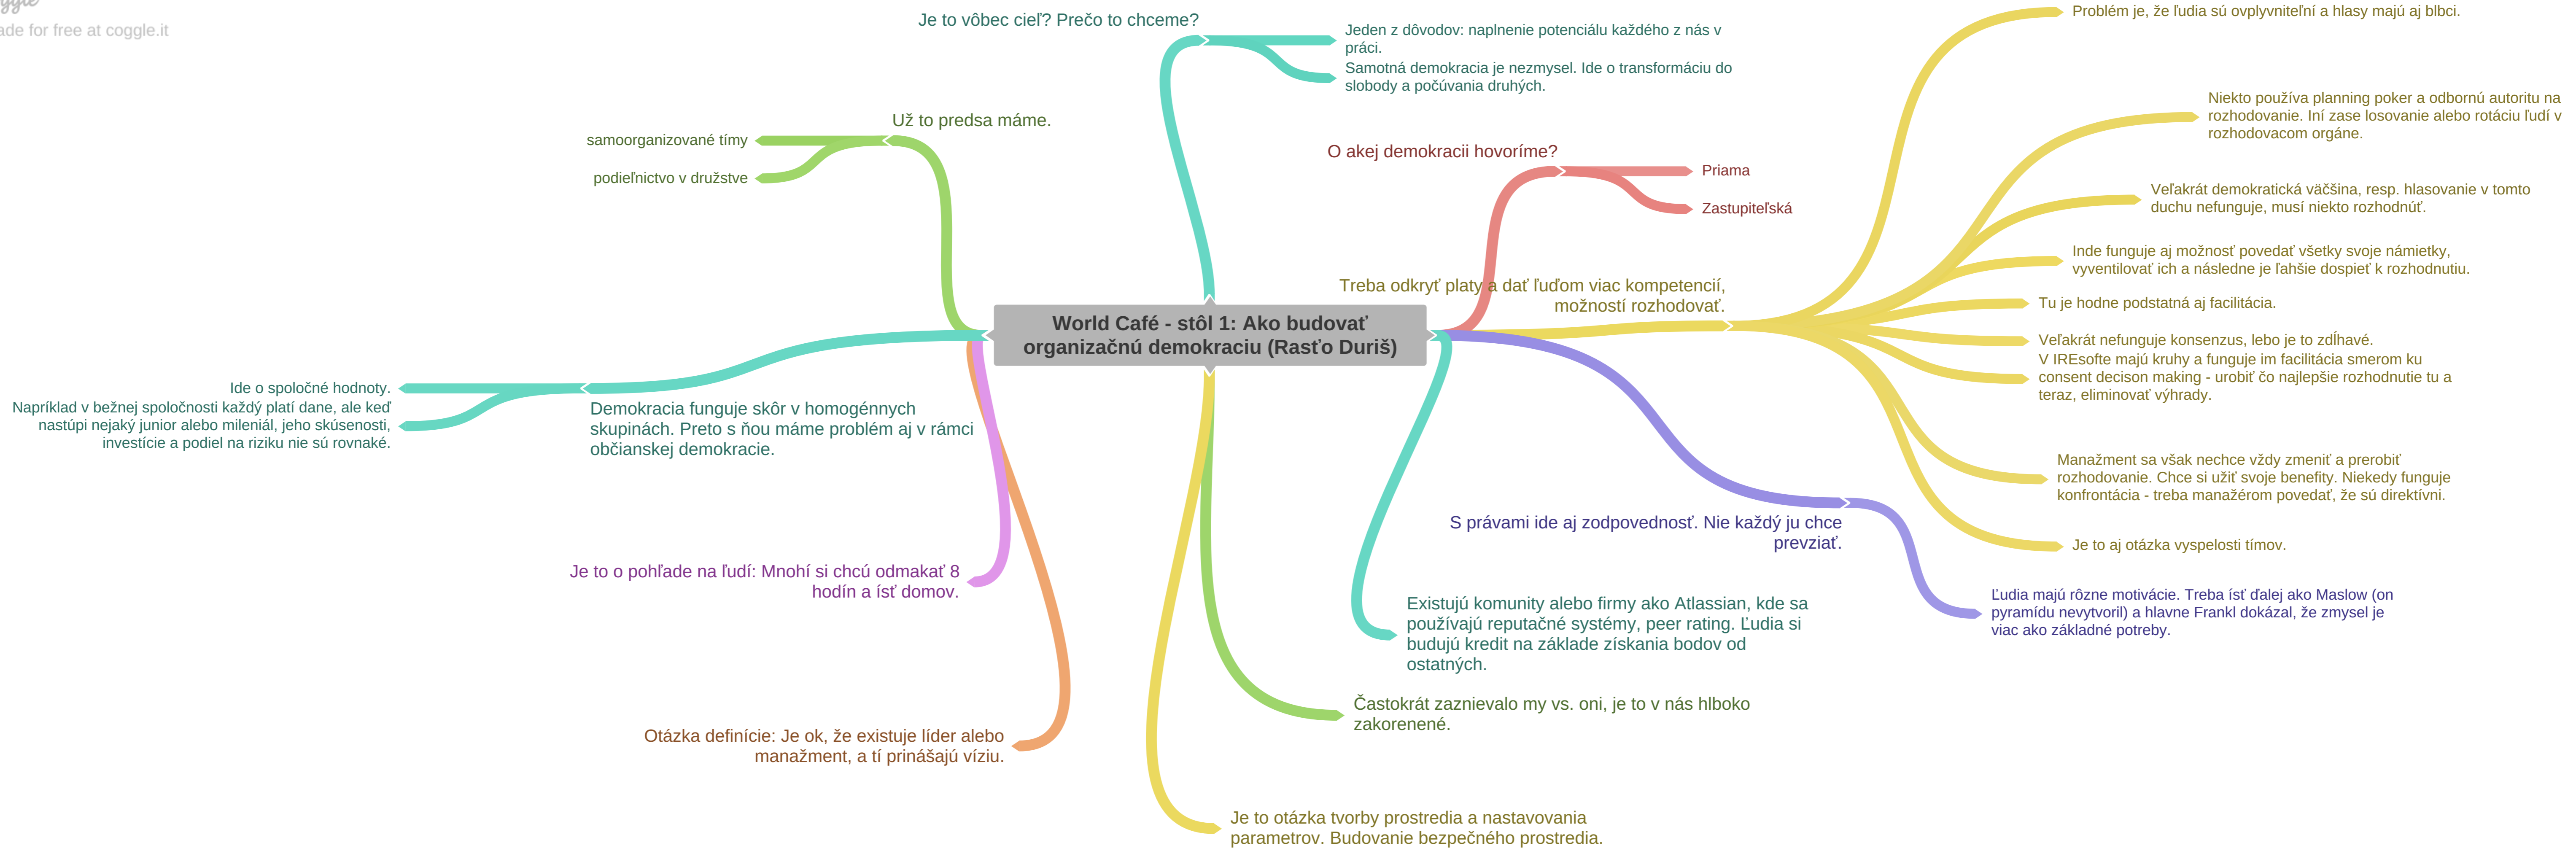 made for free at coggle.it
Je to vôbec cieľ? Prečo to chceme?
Jeden z dôvodov: naplnenie potenciálu každého z nás v
práci.
Samotná demokracia je nezmysel. Ide o transformáciu do
slobody a počúvania druhých.
Už to predsa máme.
samoorganizované tímy
podieľnictvo v družstve
O akej demokracii hovoríme?
Priama
Zastupiteľská
World Café - stôl 1: Ako budovať
organizačnú demokraciu (Rasťo Duriš)
Treba odkryť platy a dať ľuďom viac kompetencií,
možností rozhodovať.
Problém je, že ľudia sú ovplyvniteľní a hlasy majú aj blbci.
Niekto používa planning poker a odbornú autoritu na
rozhodovanie. Iní zase losovanie alebo rotáciu ľudí v
rozhodovacom orgáne.
Veľakrát demokratická väčšina, resp. hlasovanie v tomto
duchu nefunguje, musí niekto rozhodnúť.
Inde funguje aj možnosť povedať všetky svoje námietky,
vyventilovať ich a následne je ľahšie dospieť k rozhodnutiu.
Tu je hodne podstatná aj facilitácia.
Veľakrát nefunguje konsenzus, lebo je to zdĺhavé.
V IREsofte majú kruhy a funguje im facilitácia smerom ku
consent decison making - urobiť čo najlepšie rozhodnutie tu a
teraz, eliminovať výhrady.
Manažment sa však nechce vždy zmeniť a prerobiť
rozhodovanie. Chce si užiť svoje benefity. Niekedy funguje
konfrontácia - treba manažérom povedať, že sú direktívni.
Je to aj otázka vyspelosti tímov.
Demokracia funguje skôr v homogénnych
skupinách. Preto s ňou máme problém aj v rámci
občianskej demokracie.
Ide o spoločné hodnoty.
Napríklad v bežnej spoločnosti každý platí dane, ale keď
nastúpi nejaký junior alebo mileniál, jeho skúsenosti,
investície a podiel na riziku nie sú rovnaké.
S právami ide aj zodpovednosť. Nie každý ju chce
prevziať.
Ľudia majú rôzne motivácie. Treba ísť ďalej ako Maslow (on
pyramídu nevytvoril) a hlavne Frankl dokázal, že zmysel je
viac ako základné potreby.
Je to o pohľade na ľudí: Mnohí si chcú odmakať 8
hodín a ísť domov.
Existujú komunity alebo firmy ako Atlassian, kde sa
používajú reputačné systémy, peer rating. Ľudia si
budujú kredit na základe získania bodov od
ostatných.
Častokrát zaznievalo my vs. oni, je to v nás hlboko
zakorenené.
Otázka definície: Je ok, že existuje líder alebo
manažment, a tí prinášajú víziu.
Je to otázka tvorby prostredia a nastavovania
parametrov. Budovanie bezpečného prostredia.